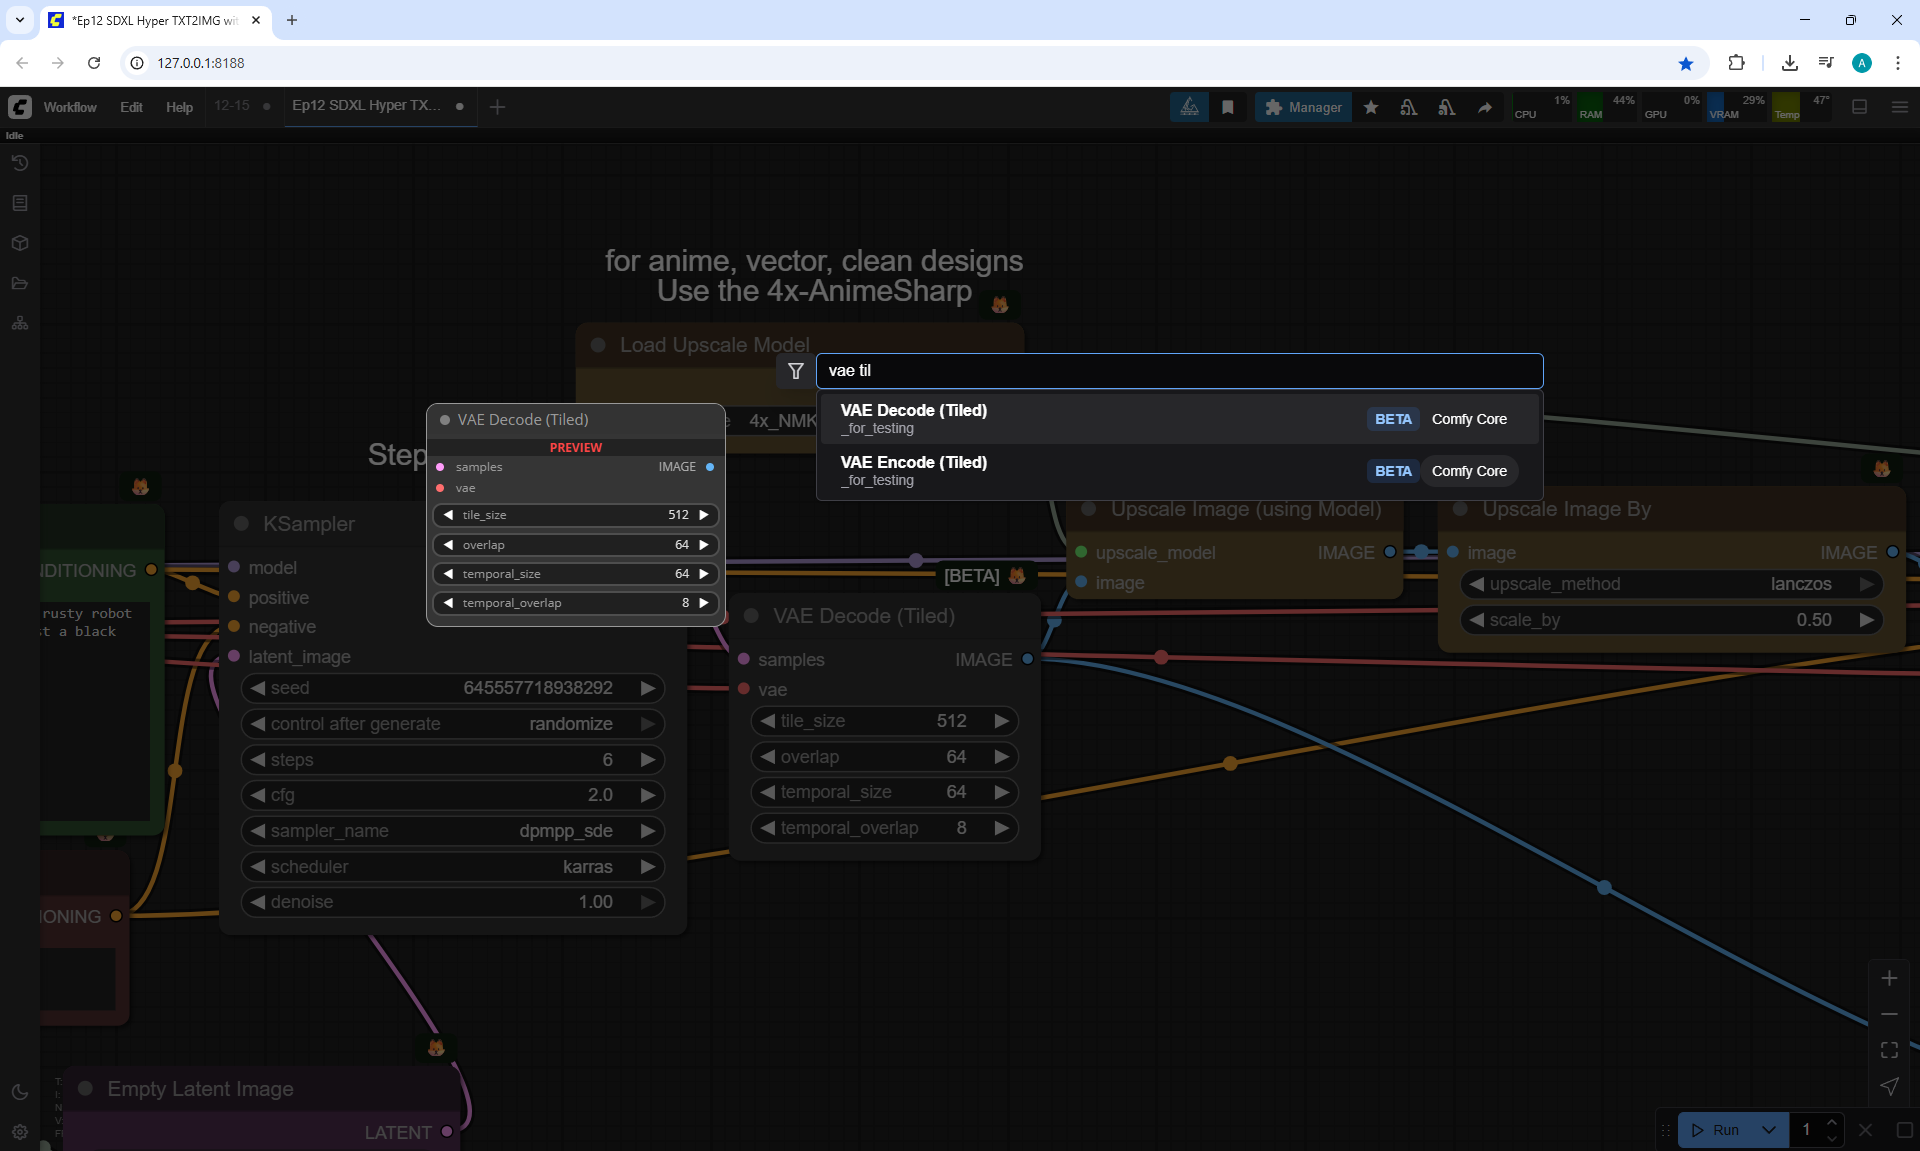 *Ep12 SDXL Hyper TXT2IMG wi
127.0.0.1:8188
A
Workflow Edit Help 12-15 Ep12 SDXL Hyper TX...
Manager
CPU 1% RAM 44% GPU 0% VRAM 29% Temp 47°
Idle
for anime, vector, clean designs
Use the 4x-AnimeSharp
Load Upscale Model
4x_NMK
vae til
VAE Decode (Tiled)
_for_testing
BETA Comfy Core
VAE Encode (Tiled)
_for_testing
BETA Comfy Core
Step
VAE Decode (Tiled)
PREVIEW
samples IMAGE
vae
tile_size 512
overlap 64
temporal_size 64
temporal_overlap 8
NDITIONING
rusty robot
st a black
IONING
KSampler
model
positive
negative
latent_image
seed 645557718938292
control after generate randomize
steps 6
cfg 2.0
sampler_name dpmpp_sde
scheduler karras
denoise 1.00
[BETA]
VAE Decode (Tiled)
samples IMAGE
vae
tile_size 512
overlap 64
temporal_size 64
temporal_overlap 8
Upscale Image (using Model)
upscale_model IMAGE
image
Upscale Image By
image IMAGE
upscale_method lanczos
scale_by 0.50
Empty Latent Image
LATENT
Run 1